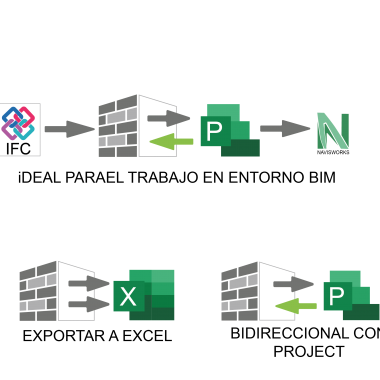 IFC
P
NAVISWORKS
iDEAL PARAEL TRABAJO EN ENTORNO BIM
X
P
EXPORTAR A EXCEL
BIDIRECCIONAL CON
PROJECT